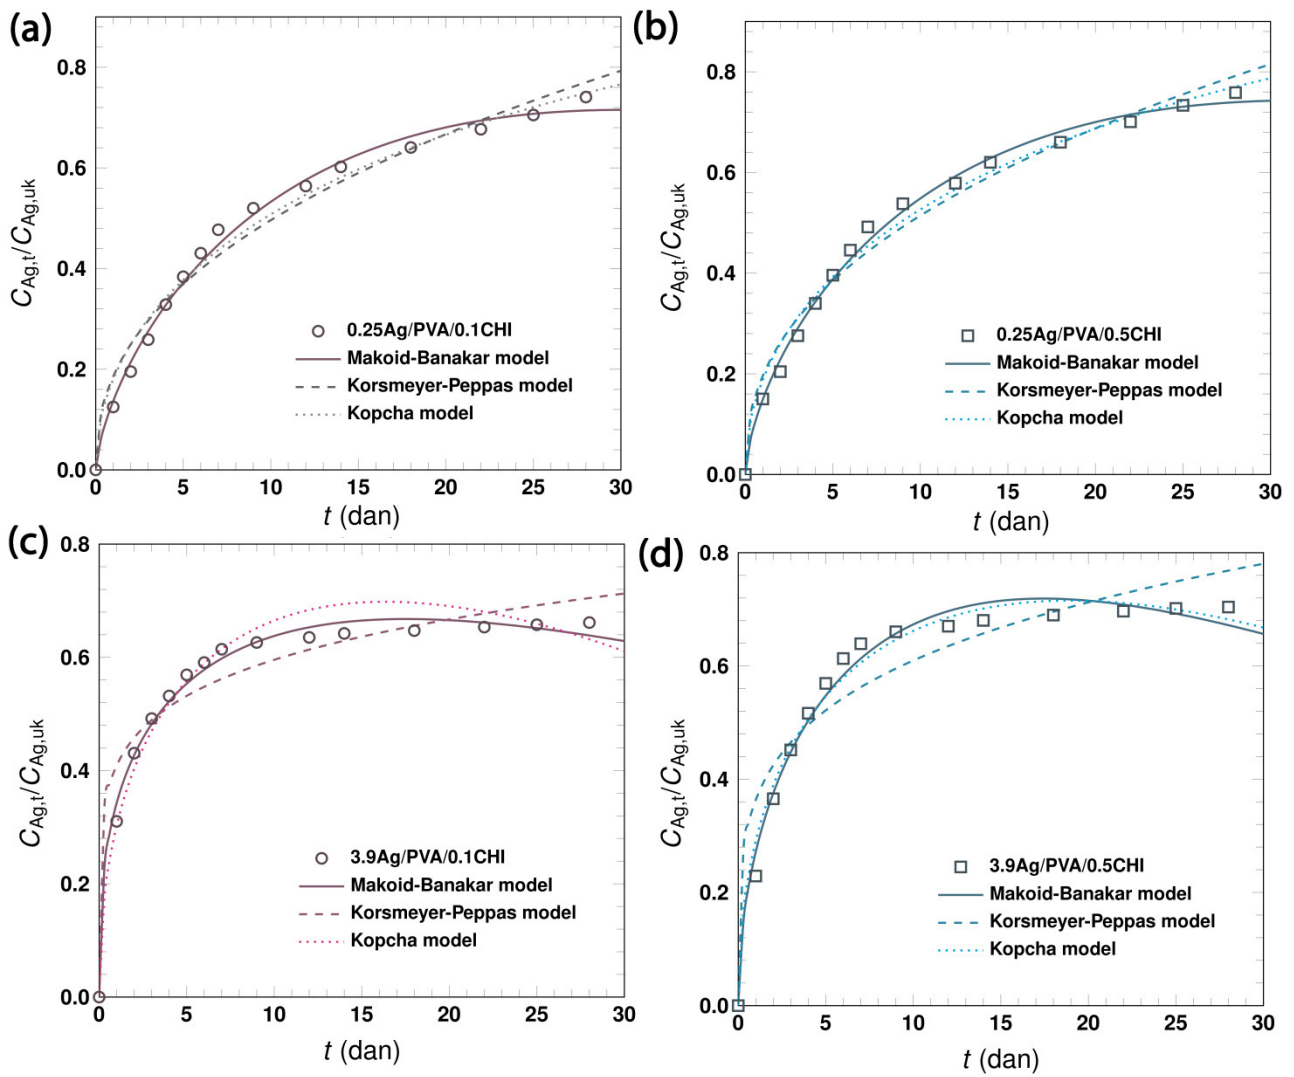 (a)
0.8
0.6
0.4
0.2
0.0
C_Ag,t/C_Ag,uk
0.25Ag/PVA/0.1CHI
Makoid-Banakar model
Korsmeyer-Peppas model
Kopcha model
0 5 10 15 20 25 30
t (dan)
(b)
0.8
0.6
0.4
0.2
0.0
C_Ag,t/C_Ag,uk
0.25Ag/PVA/0.5CHI
Makoid-Banakar model
Korsmeyer-Peppas model
Kopcha model
0 5 10 15 20 25 30
t (dan)
(c)
0.8
0.6
0.4
0.2
0.0
C_Ag,t/C_Ag,uk
3.9Ag/PVA/0.1CHI
Makoid-Banakar model
Korsmeyer-Peppas model
Kopcha model
0 5 10 15 20 25 30
t (dan)
(d)
0.8
0.6
0.4
0.2
0.0
C_Ag,t/C_Ag,uk
3.9Ag/PVA/0.5CHI
Makoid-Banakar model
Korsmeyer-Peppas model
Kopcha model
0 5 10 15 20 25 30
t (dan)